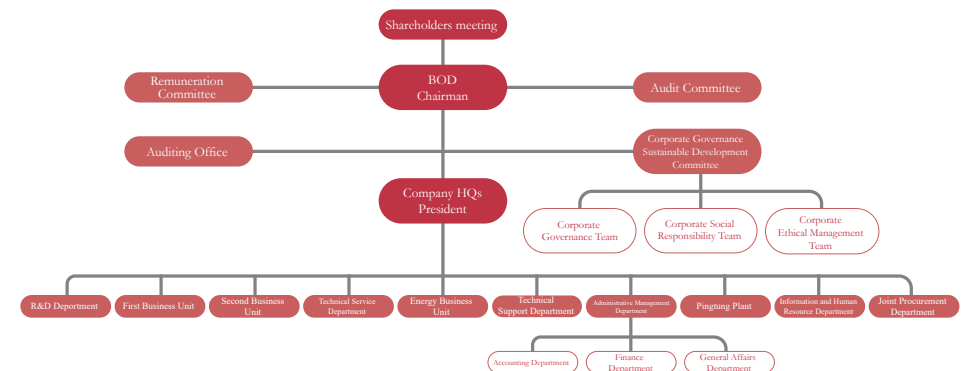 Shareholders meeting
BOD
Chairman
Remuneration
Committee
Audit Committee
Auditing Office
Corporate Governance
Sustainable Development
Committee
Company HQs
President
Corporate
Governance Team
Corporate Social
Responsibility Team
Corporate
Ethical Management
Team
R&D Department
First Business Unit
Second Business
Unit
Technical Service
Department
Energy Business
Unit
Technical
Support Department
Administrative Management
Department
Pingtung Plant
Information and Human
Resource Department
Joint Procurement
Department
Accounting Department
Finance
Department
General Affairs
Department